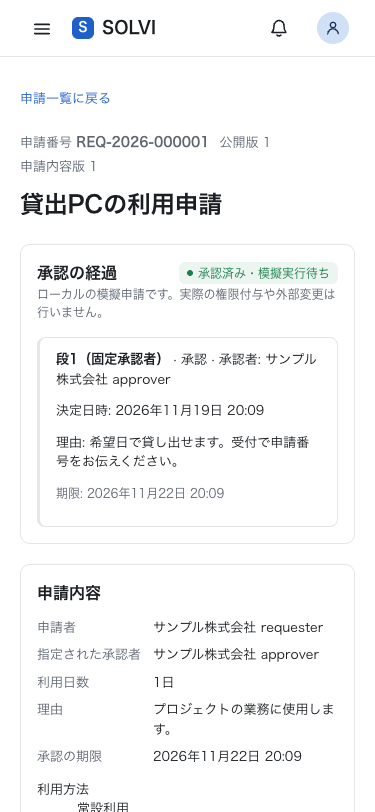 S SOLVI
申請一覧に戻る
申請番号 REQ-2026-000001 公開版 1
申請内容版 1
貸出PCの利用申請
承認の経過
承認済み・模擬実行待ち
ローカルの模擬申請です。実際の権限付与や外部変更は
行いません。
段1（固定承認者） · 承認 · 承認者: サンプル
株式会社 approver
決定日時: 2026年11月19日 20:09
理由: 希望日で貸し出せます。受付で申請番
号をお伝えください。
期限: 2026年11月22日 20:09
申請内容
申請者 サンプル株式会社 requester
指定された承認者 サンプル株式会社 approver
利用日数 1日
理由 プロジェクトの業務に使用しま
す。
承認の期限 2026年11月22日 20:09
利用方法
常設利用